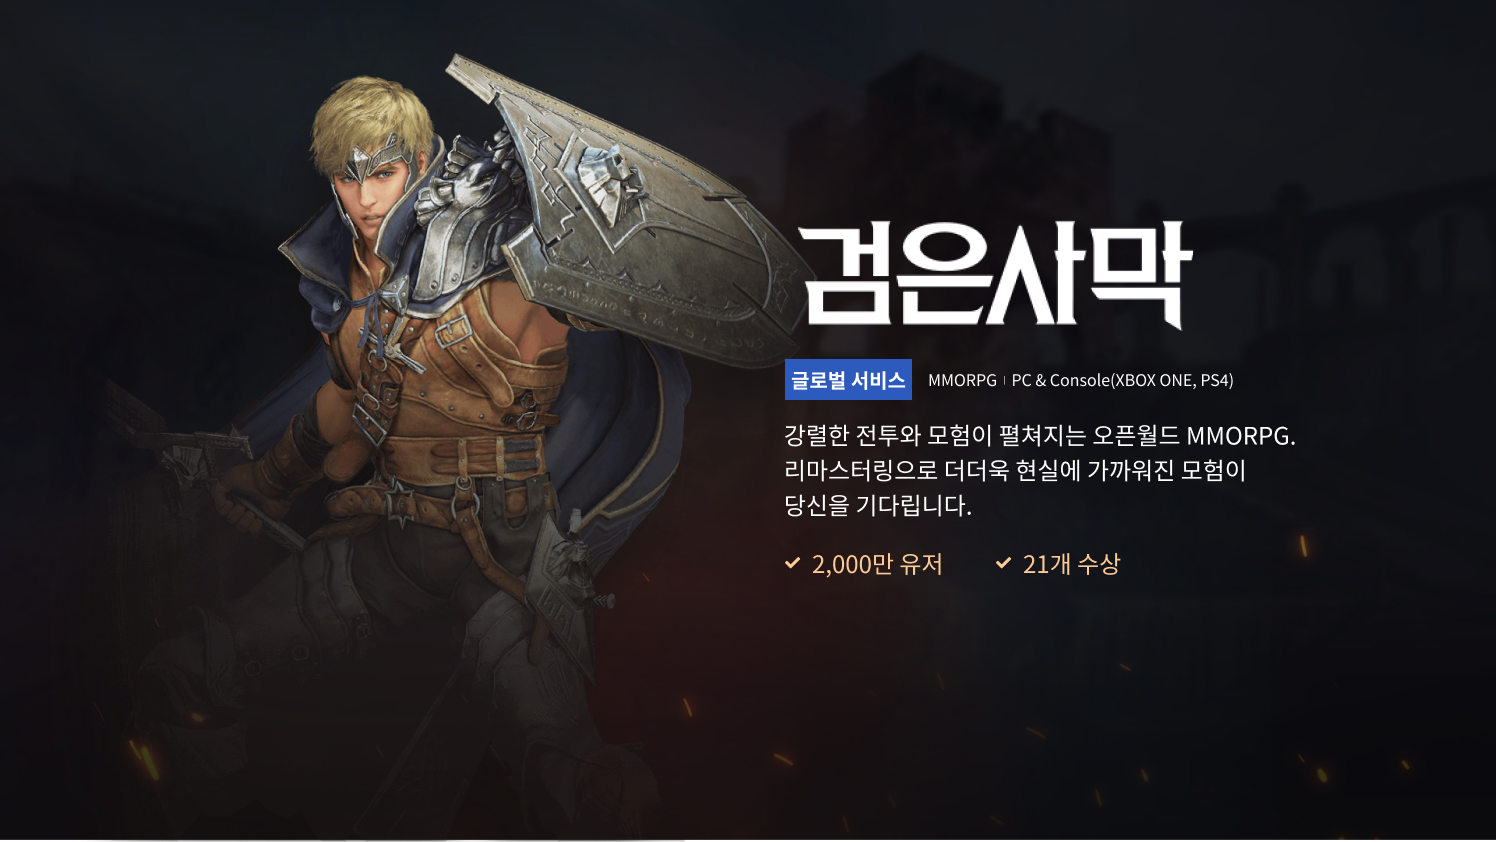 검은사막
글로벌 서비스 MMORPG | PC & Console(XBOX ONE, PS4)
강렬한 전투와 모험이 펼쳐지는 오픈월드 MMORPG.
리마스터링으로 더더욱 현실에 가까워진 모험이
당신을 기다립니다.
2,000만 유저 21개 수상